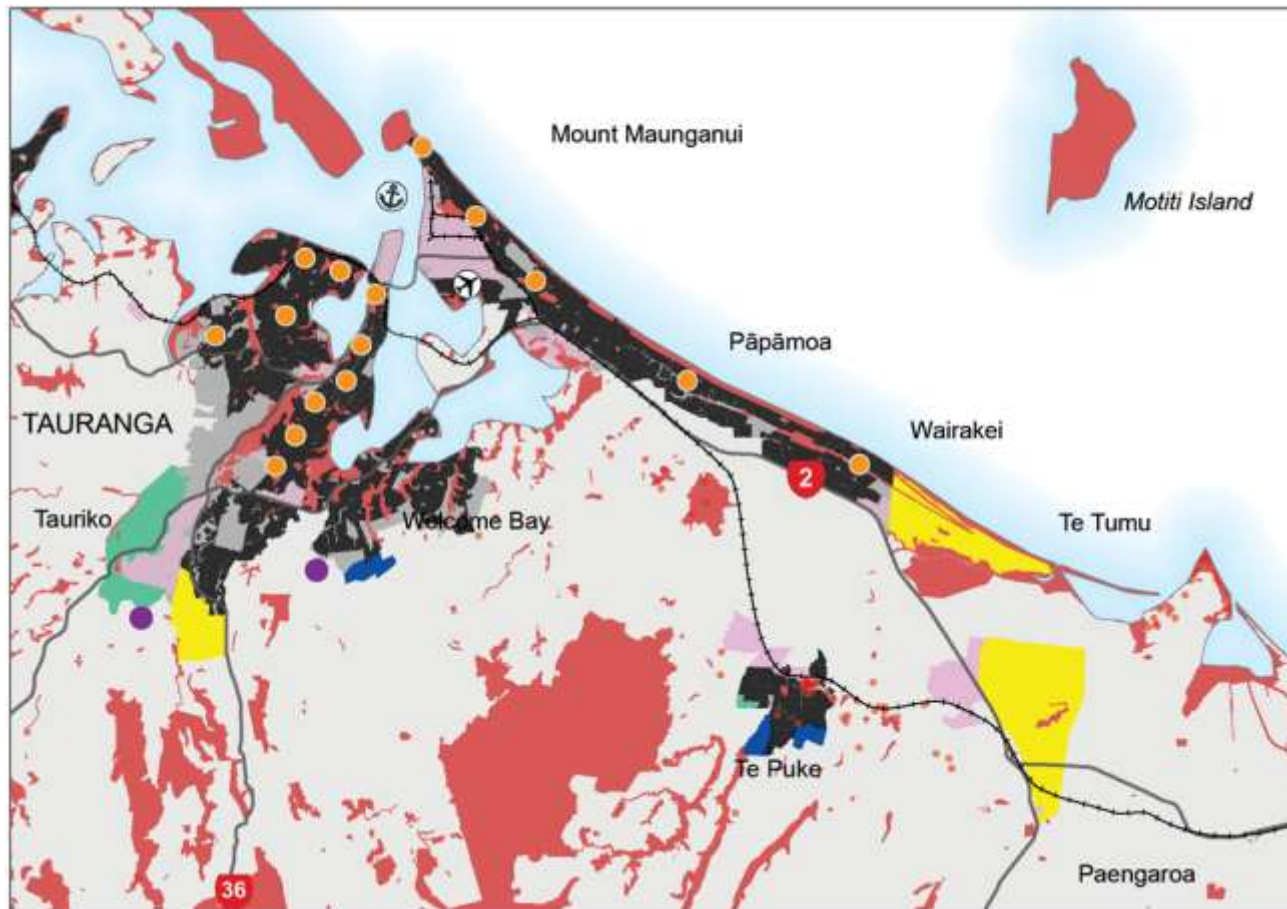 Mount Maunganui
Motiti Island
Pāpāmoa
TAURANGA
Wairakei
2
Tauriko
Welcome Bay
Te Tumu
Te Puke
Paengaroa
36